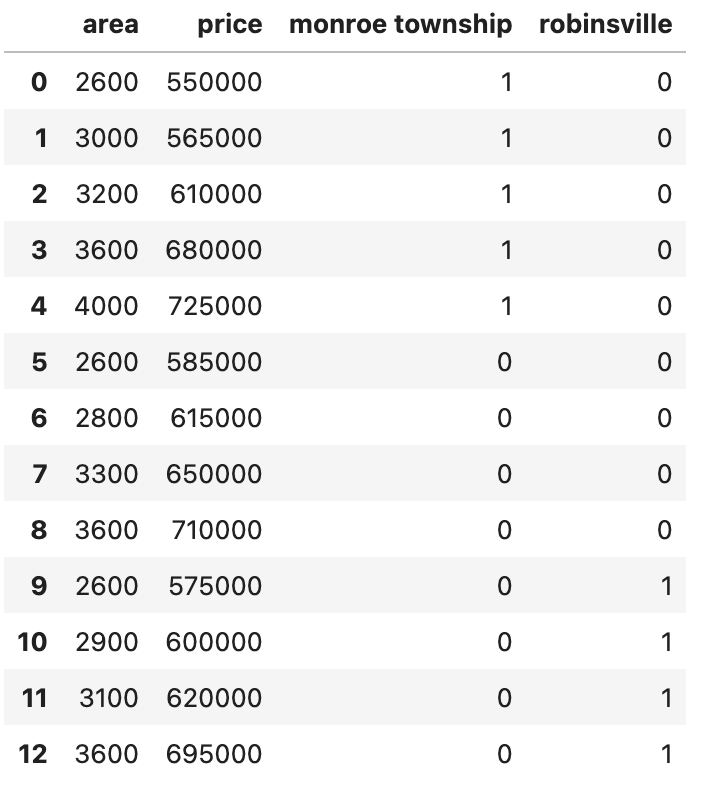 area price monroe township robinsville
0 2600 550000 1 0
1 3000 565000 1 0
2 3200 610000 1 0
3 3600 680000 1 0
4 4000 725000 1 0
5 2600 585000 0 0
6 2800 615000 0 0
7 3300 650000 0 0
8 3600 710000 0 0
9 2600 575000 0 1
10 2900 600000 0 1
11 3100 620000 0 1
12 3600 695000 0 1